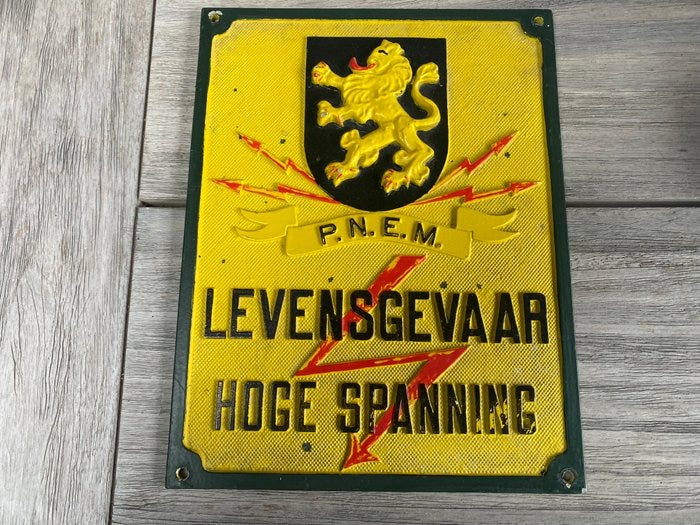 P.N.E.M.
LEVENSGEVAAR
HOGE SPANNING